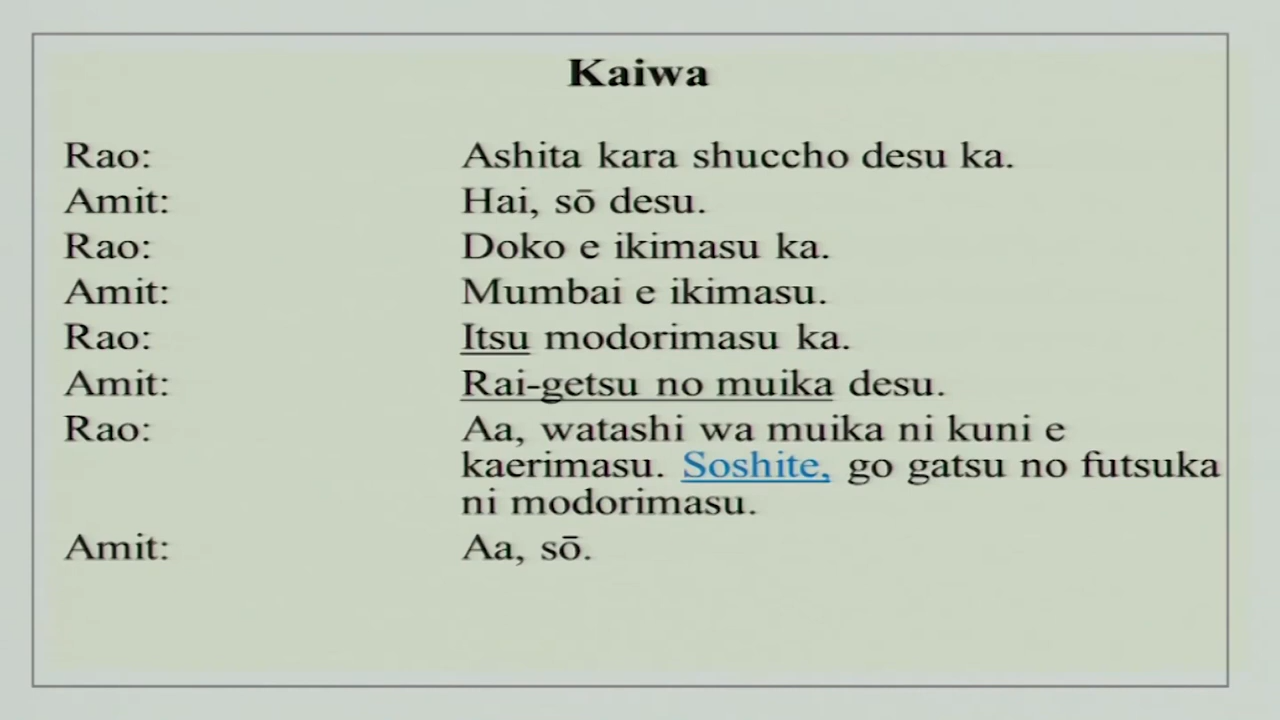 Kaiwa
Rao: Ashita kara shuccho desu ka.
Amit: Hai, sō desu.
Rao: Doko e ikimasu ka.
Amit: Mumbai e ikimasu.
Rao: Itsu modorimasu ka.
Amit: Rai-getsu no muika desu.
Rao: Aa, watashi wa muika ni kuni e
kaerimasu. Soshite, go gatsu no futsuka
ni modorimasu.
Amit: Aa, sō.